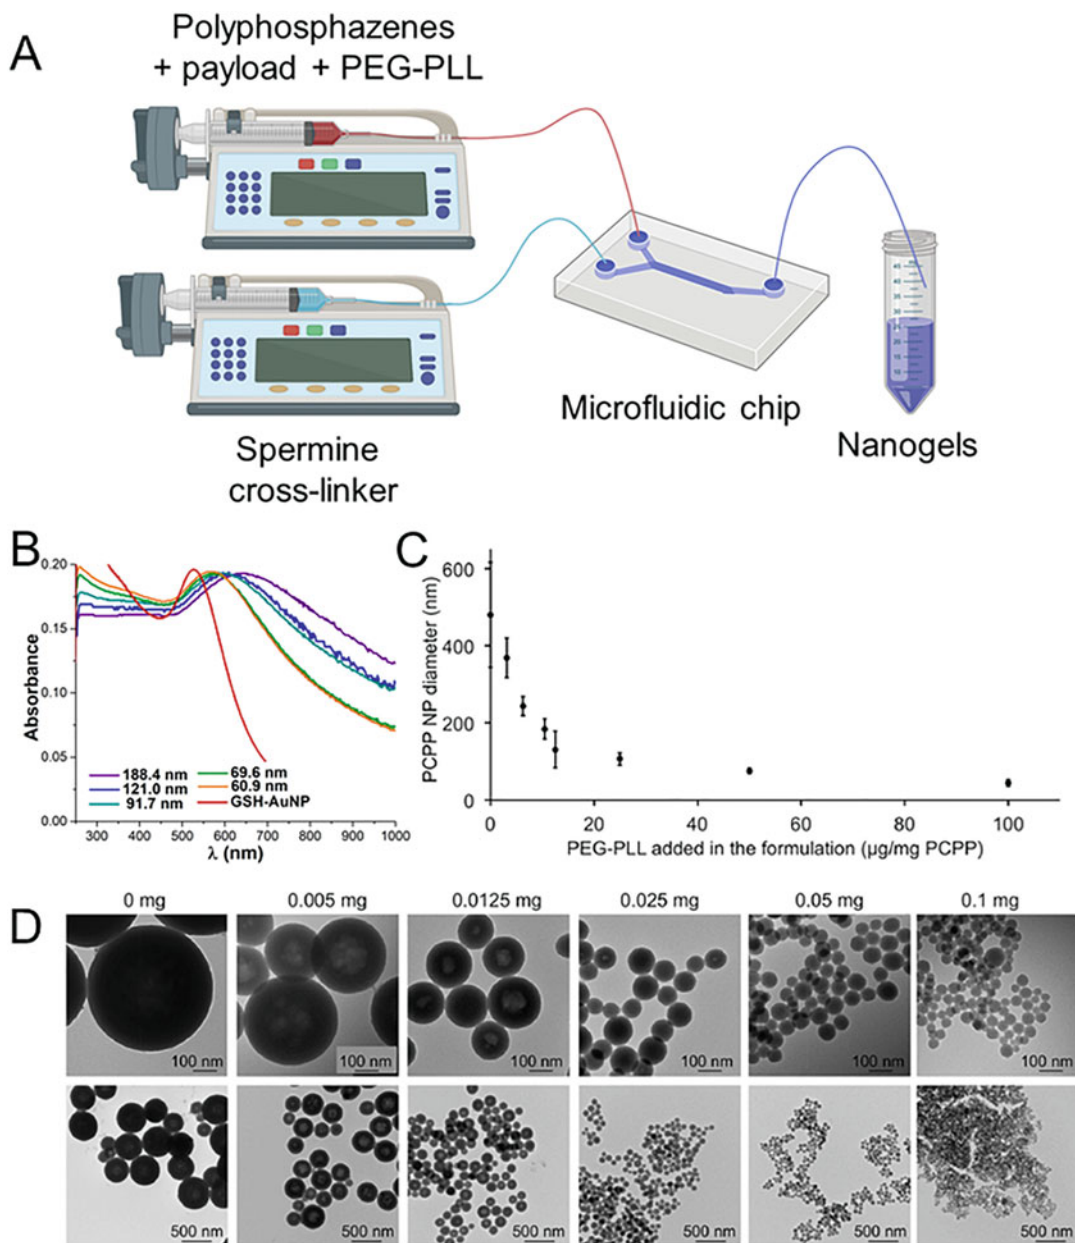 A
Polyphosphazenes
+ payload + PEG-PLL
Spermine
cross-linker
Microfluidic chip
Nanogels
B
Absorbance
0.20
0.15
0.10
0.05
0.00
188.4 nm
121.0 nm
91.7 nm
69.6 nm
60.9 nm
GSH-AuNP
300 400 500 600 700 800 900 1000
λ (nm)
C
PCPP NP diameter (nm)
600
400
200
0
0 20 40 60 80 100
PEG-PLL added in the formulation (μg/mg PCPP)
D
0 mg 0.005 mg 0.0125 mg 0.025 mg 0.05 mg 0.1 mg
100 nm 100 nm 100 nm 100 nm 100 nm 100 nm
500 nm 500 nm 500 nm 500 nm 500 nm 500 nm